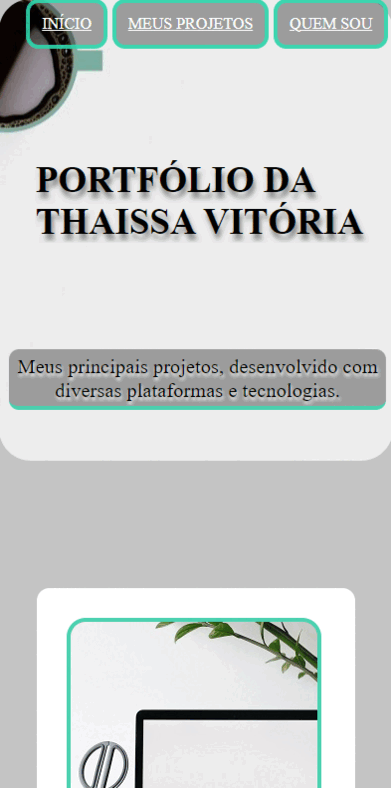 INÍCIO
MEUS PROJETOS
QUEM SOU
PORTFÓLIO DA
THAISSA VITÓRIA
Meus principais projetos, desenvolvido com
diversas plataformas e tecnologias.